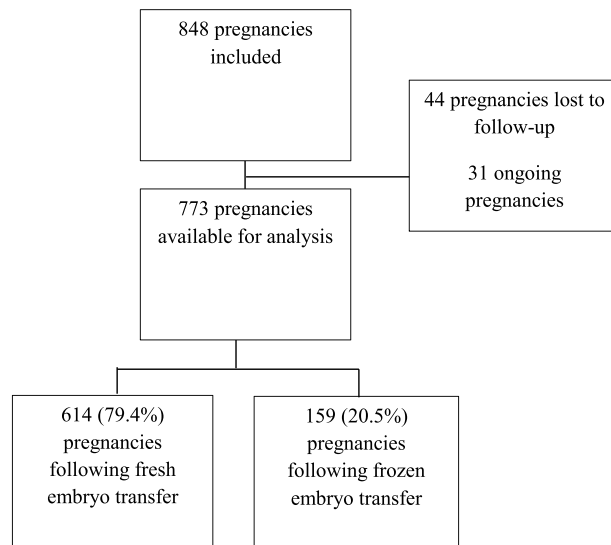 848 pregnancies
included
44 pregnancies lost to
follow-up
31 ongoing
pregnancies
773 pregnancies
available for analysis
614 (79.4%)
pregnancies
following fresh
embryo transfer
159 (20.5%)
pregnancies
following frozen
embryo transfer